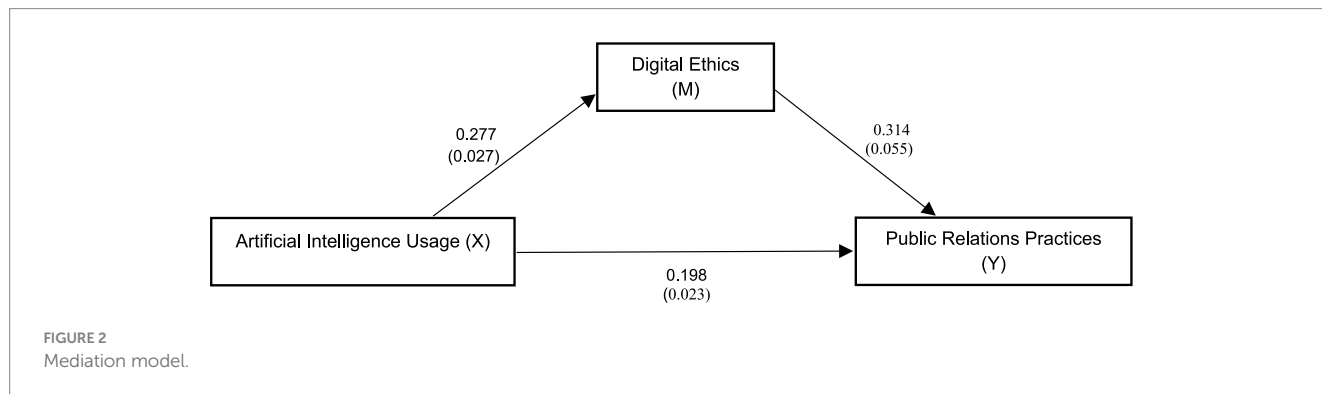 Digital Ethics
(M)
0.277
(0.027)
0.314
(0.055)
Artificial Intelligence Usage (X)
Public Relations Practices
(Y)
0.198
(0.023)
FIGURE 2
Mediation model.